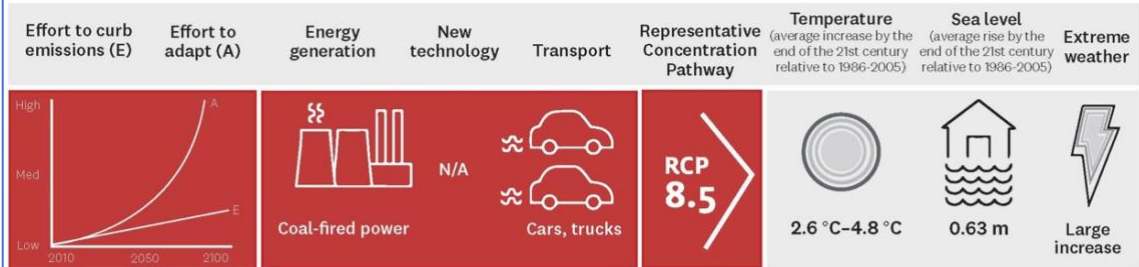 Effort to curb
emissions (E)
Effort to
adapt (A)
Energy
generation
New
technology
Transport
Representative
Concentration
Pathway
Temperature
(average increase by the
end of the 21st century
relative to 1986-2005)
Sea level
(average rise by the
end of the 21st century
relative to 1986-2005)
Extreme
weather
High
Med
Low
A
E
2010
2050
2100
Coal-fired power
N/A
Cars, trucks
RCP
8.5
2.6 °C–4.8 °C
0.63 m
Large
increase